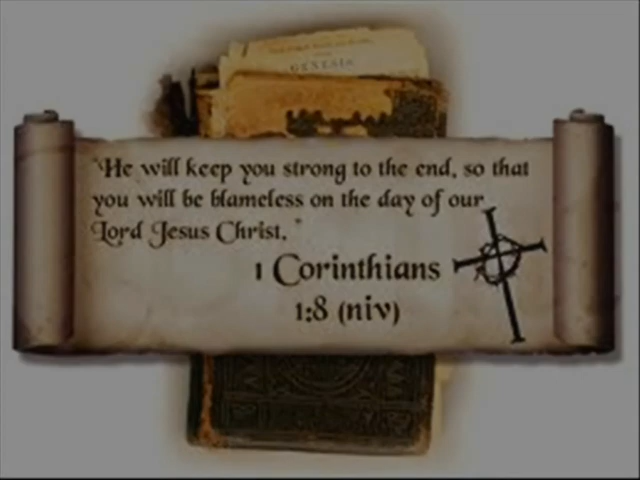 GENESIS
"He will keep you strong to the end, so that
you will be blameless on the day of our
Lord Jesus Christ. "
1 Corinthians
1:8 (niv)